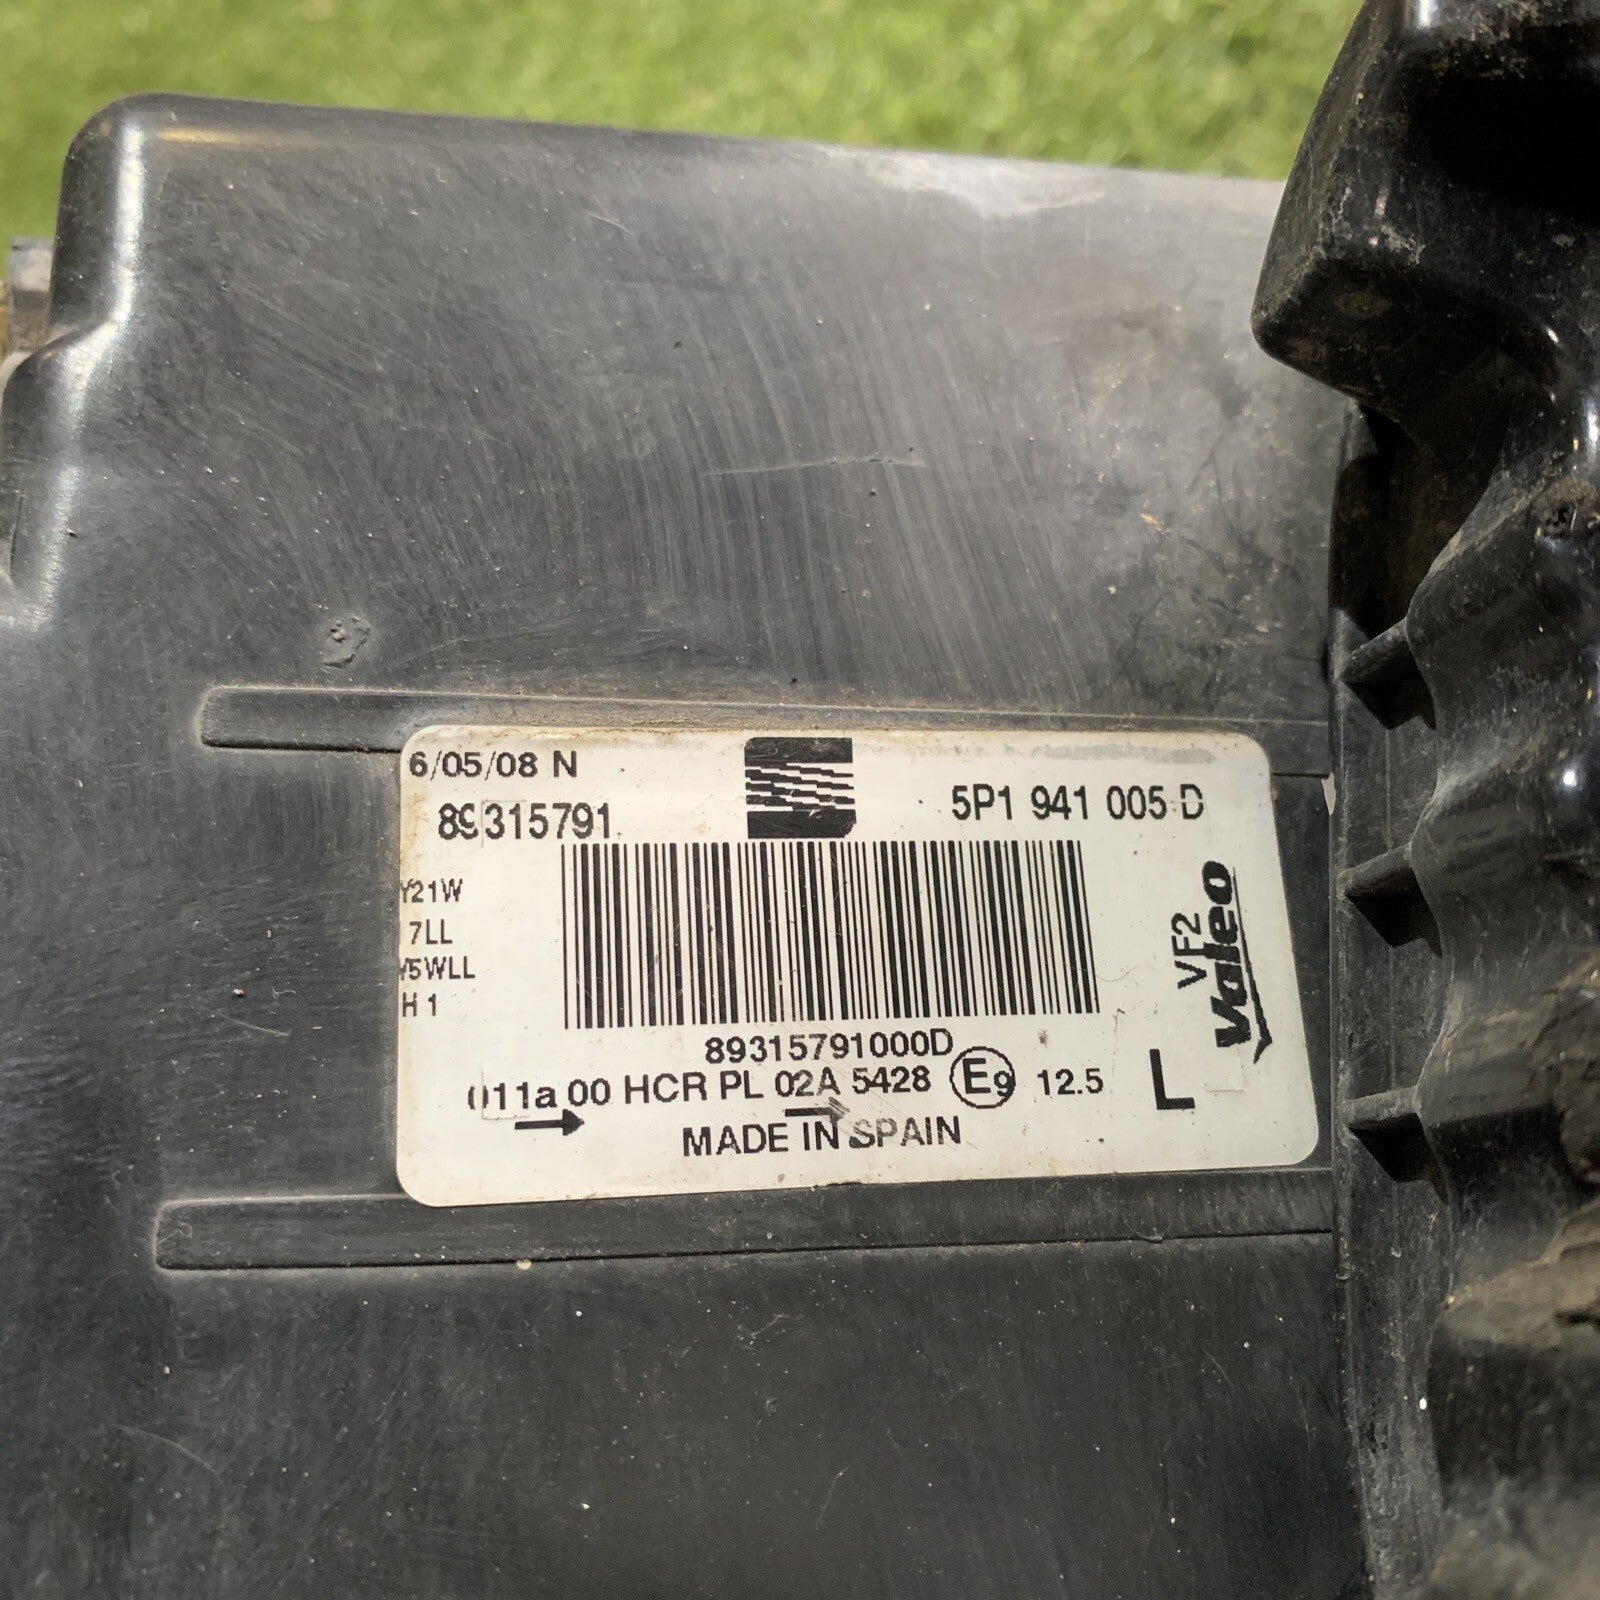 6/05/08 N
89315791
5P1 941 005 D
Y21W
7LL
Y5WLL
H 1
VF2
Valeo
89315791000D
011a 00 HCR PL 02A 5428 E9 12.5
L
MADE IN SPAIN